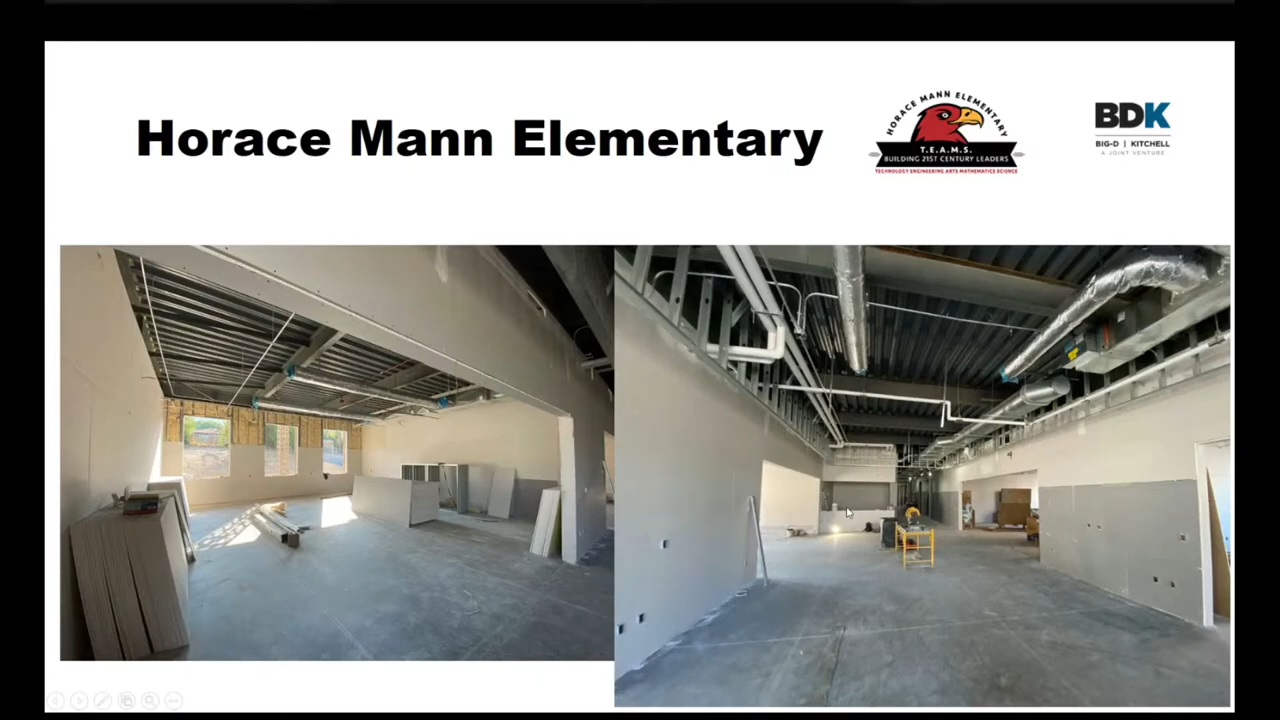 Horace Mann Elementary
HORACE MANN ELEMENTARY
T.E.A.M.S.
BUILDING 21ST CENTURY LEADERS
TECHNOLOGY ENGINEERING ARTS MATHEMATICS SCIENCE
BDK
BIG-D | KITCHELL
A JOINT VENTURE